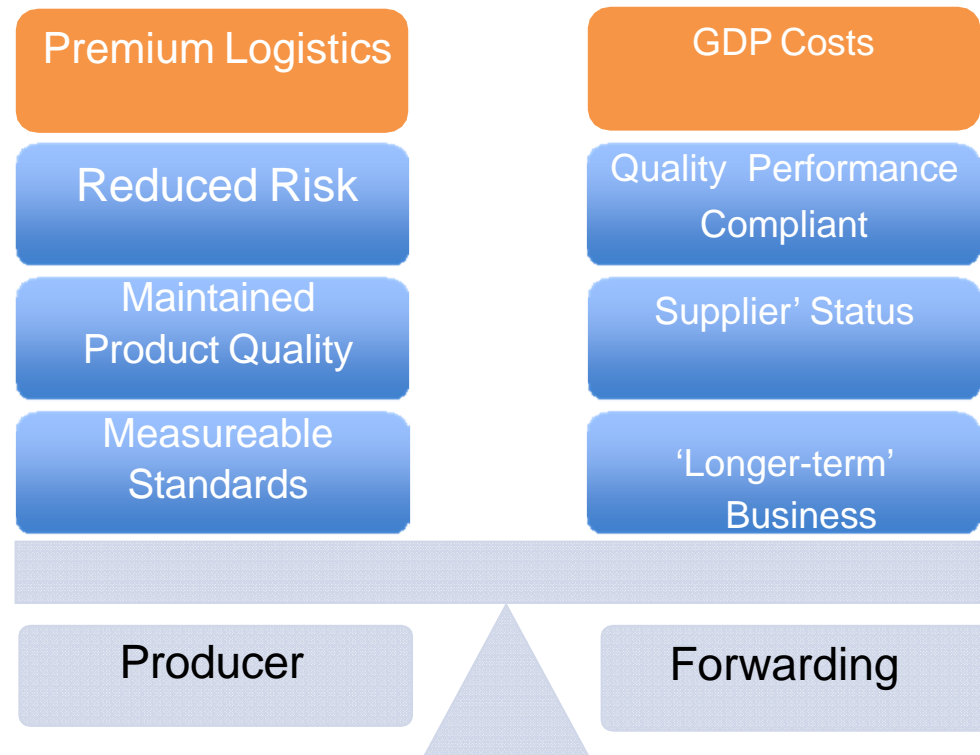 Premium Logistics
Reduced Risk
Maintained
Product Quality
Measureable
Standards
Producer
GDP Costs
Quality Performance
Compliant
Supplier’ Status
‘Longer-term’
Business
Forwarding